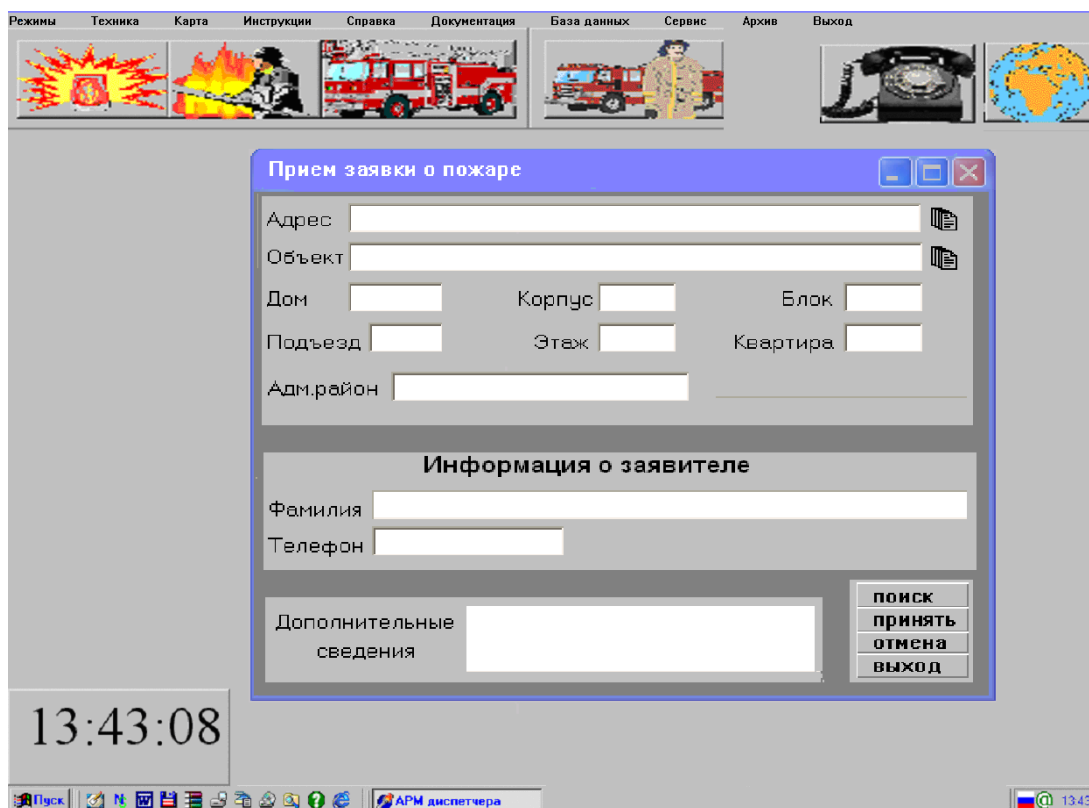 Режимы Техника Карта Инструкции Справка Документация База данных Сервис Архив Выход
Прием заявки о пожаре
Адрес
Объект
Дом Корпус Блок
Подъезд Этаж Квартира
Адм.район
Информация о заявителе
Фамилия
Телефон
Дополнительные
сведения
поиск
принять
отмена
выход
13:43:08
Пуск АРМ диспетчера